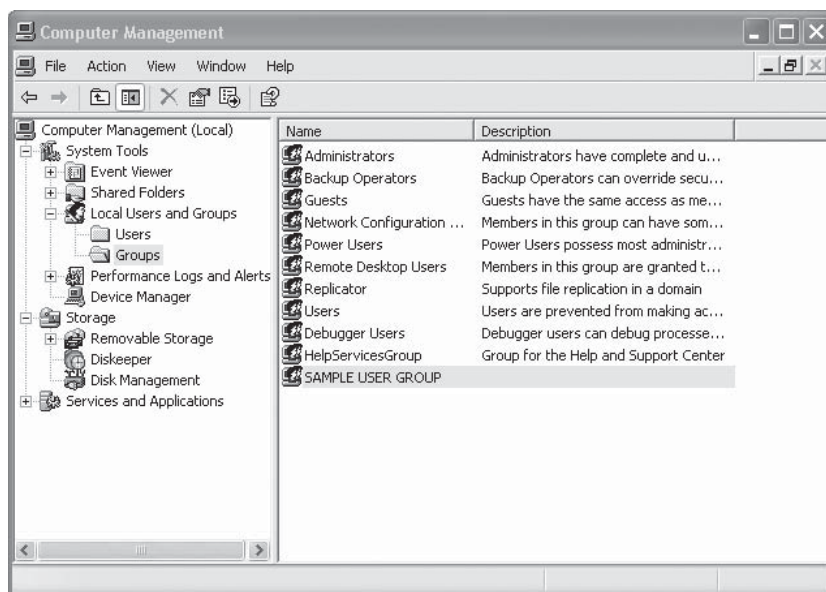 Computer Management
File Action View Window Help
Computer Management (Local)
System Tools
Event Viewer
Shared Folders
Local Users and Groups
Users
Groups
Performance Logs and Alerts
Device Manager
Storage
Removable Storage
Diskeeper
Disk Management
Services and Applications
Name Description
Administrators Administrators have complete and u...
Backup Operators Backup Operators can override secu...
Guests Guests have the same access as me...
Network Configuration ... Members in this group can have som...
Power Users Power Users possess most administr...
Remote Desktop Users Members in this group are granted t...
Replicator Supports file replication in a domain
Users Users are prevented from making ac...
Debugger Users Debugger users can debug processe...
HelpServicesGroup Group for the Help and Support Center
SAMPLE USER GROUP